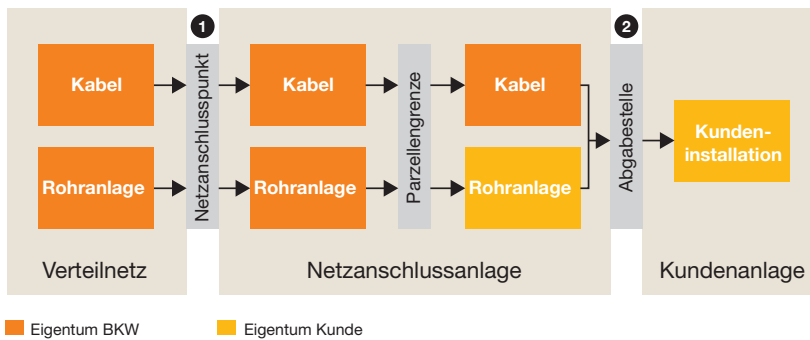 1
2
Kabel
Netzanschlusspunkt
Kabel
Parzellengrenze
Kabel
Abgabestelle
Kunden-
installation
Rohranlage
Rohranlage
Rohranlage
Verteilnetz
Netzanschlussanlage
Kundenanlage
Eigentum BKW
Eigentum Kunde